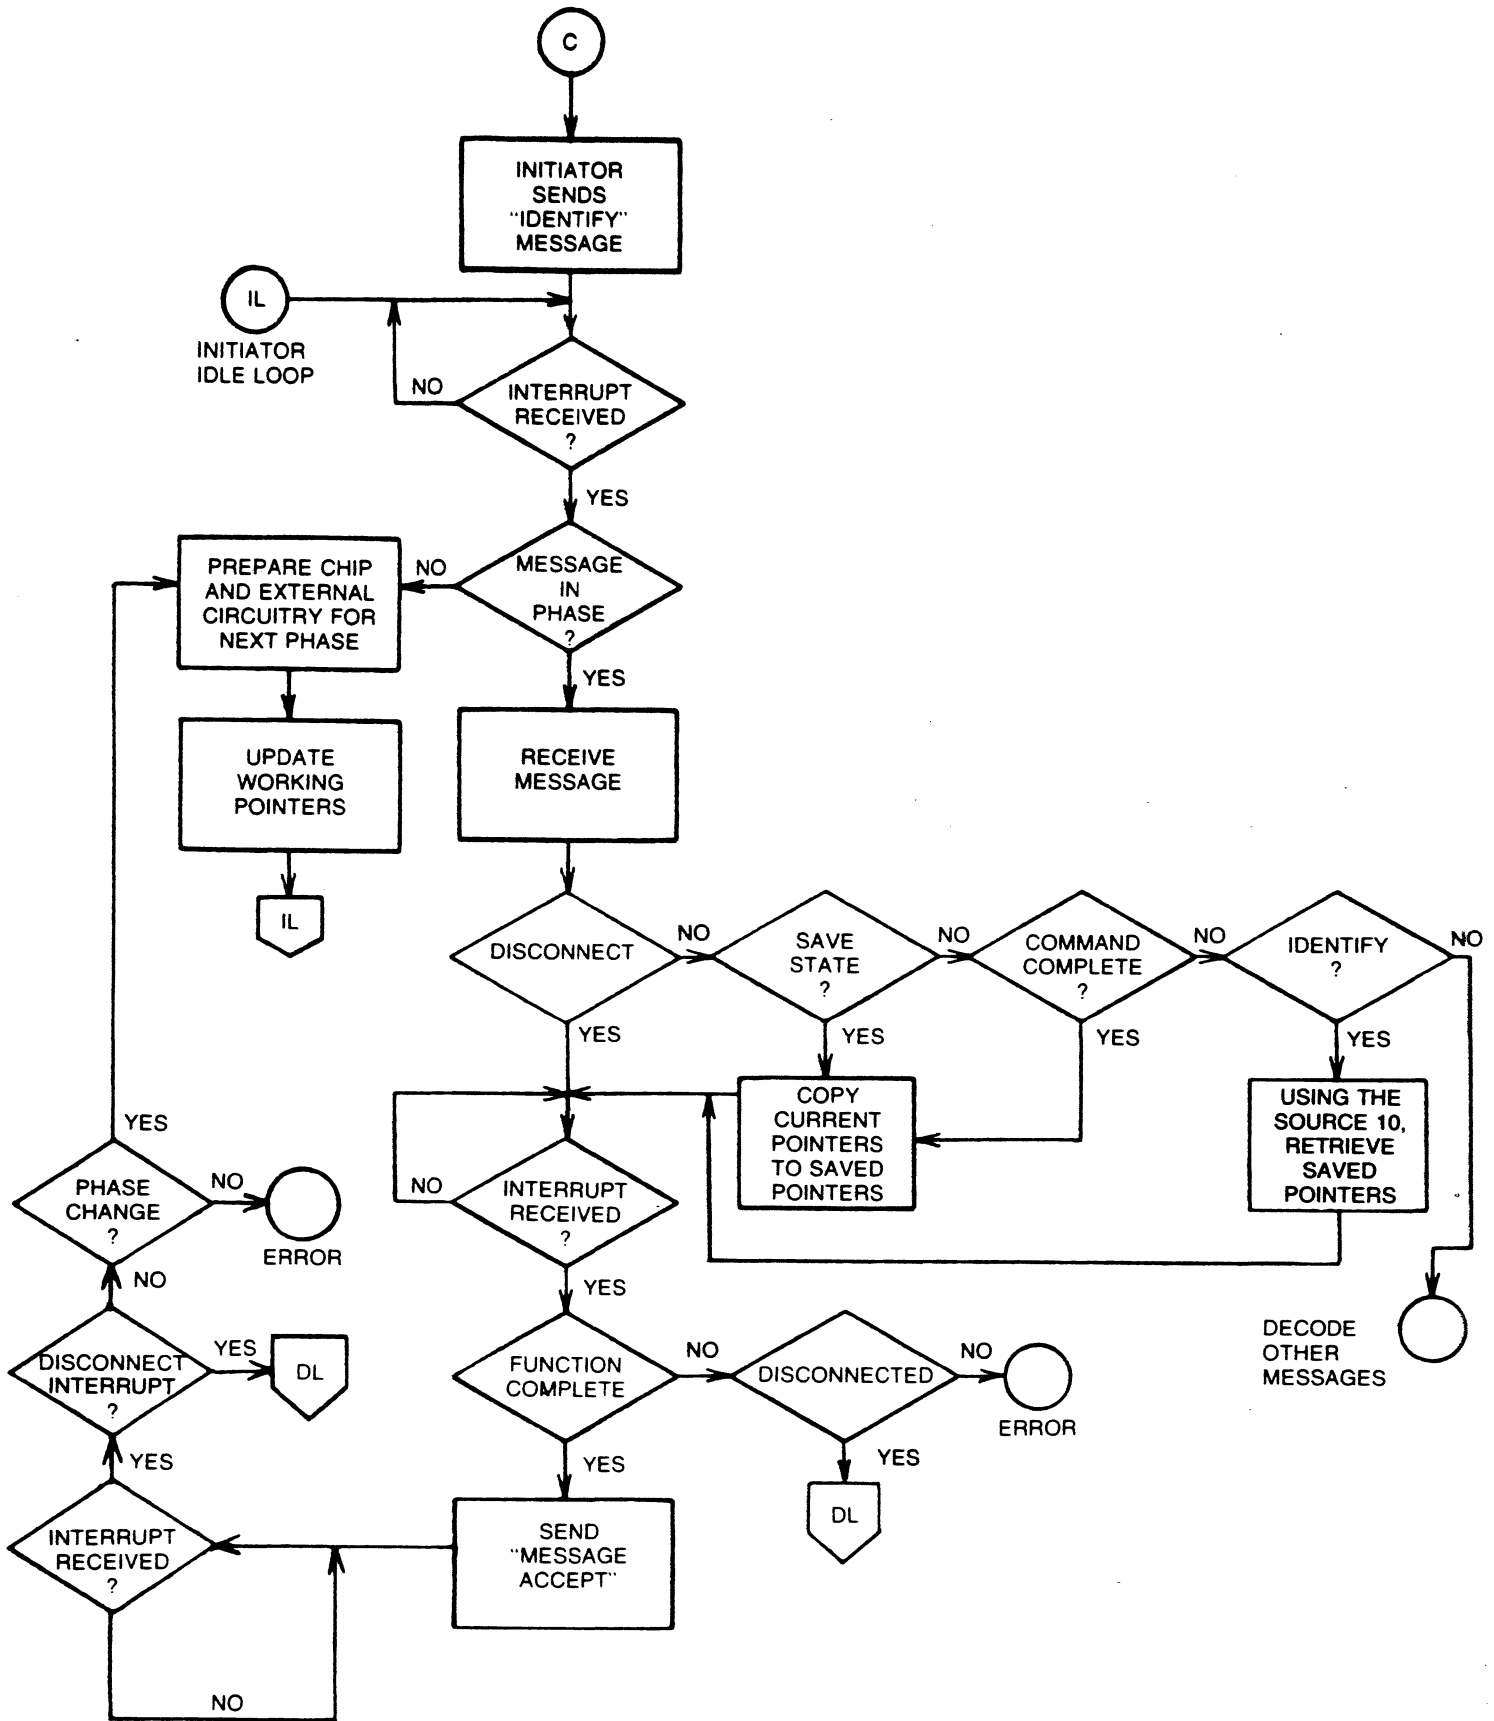 C
INITIATOR
SENDS
"IDENTIFY"
MESSAGE
IL
INITIATOR
IDLE LOOP
NO
INTERRUPT
RECEIVED
?
YES
PREPARE CHIP
AND EXTERNAL
CIRCUITRY FOR
NEXT PHASE
NO
MESSAGE
IN
PHASE
?
YES
UPDATE
WORKING
POINTERS
RECEIVE
MESSAGE
IL
DISCONNECT
NO
SAVE
STATE
?
NO
COMMAND
COMPLETE
?
NO
IDENTIFY
?
NO
YES
YES
YES
YES
COPY
CURRENT
POINTERS
TO SAVED
POINTERS
USING THE
SOURCE 10,
RETRIEVE
SAVED
POINTERS
YES
PHASE
CHANGE
?
NO
ERROR
NO
INTERRUPT
RECEIVED
?
NO
YES
DISCONNECT
INTERRUPT
?
YES
DL
FUNCTION
COMPLETE
NO
DISCONNECTED
NO
ERROR
DECODE
OTHER
MESSAGES
YES
YES
YES
DL
INTERRUPT
RECEIVED
?
SEND
"MESSAGE
ACCEPT"
NO